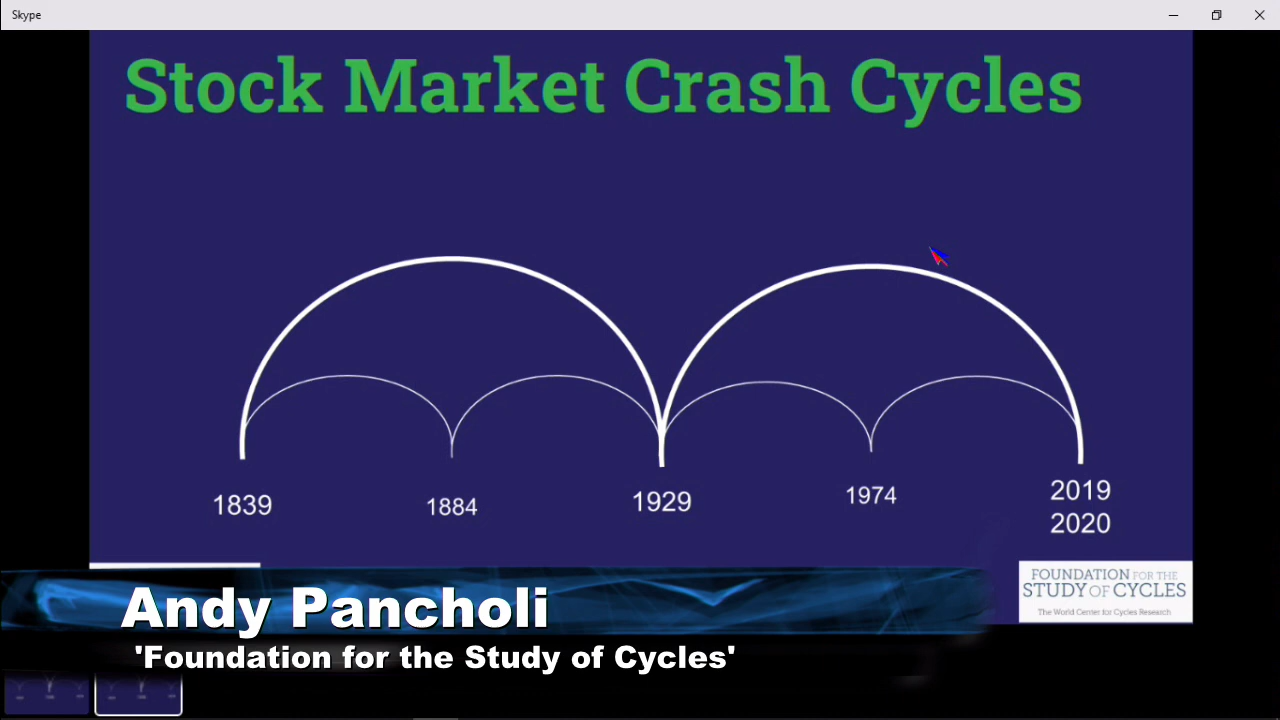 Skype
Stock Market Crash Cycles
1839
1884
1929
1974
2019
2020
FOUNDATION FOR THE
STUDY OF CYCLES
The World Center for Cycles Research
Andy Pancholi
'Foundation for the Study of Cycles'